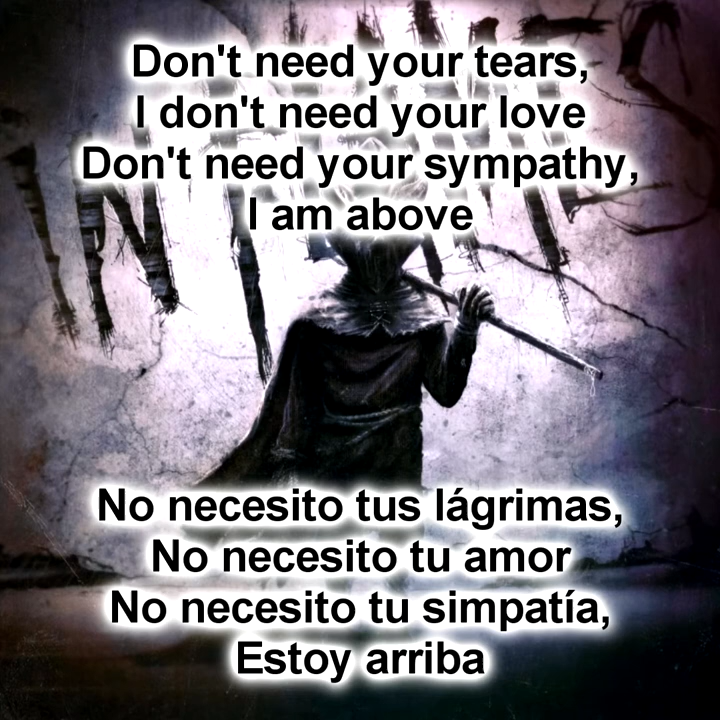 Don't need your tears,
I don't need your love
Don't need your sympathy,
I am above
No necesito tus lágrimas,
No necesito tu amor
No necesito tu simpatía,
Estoy arriba